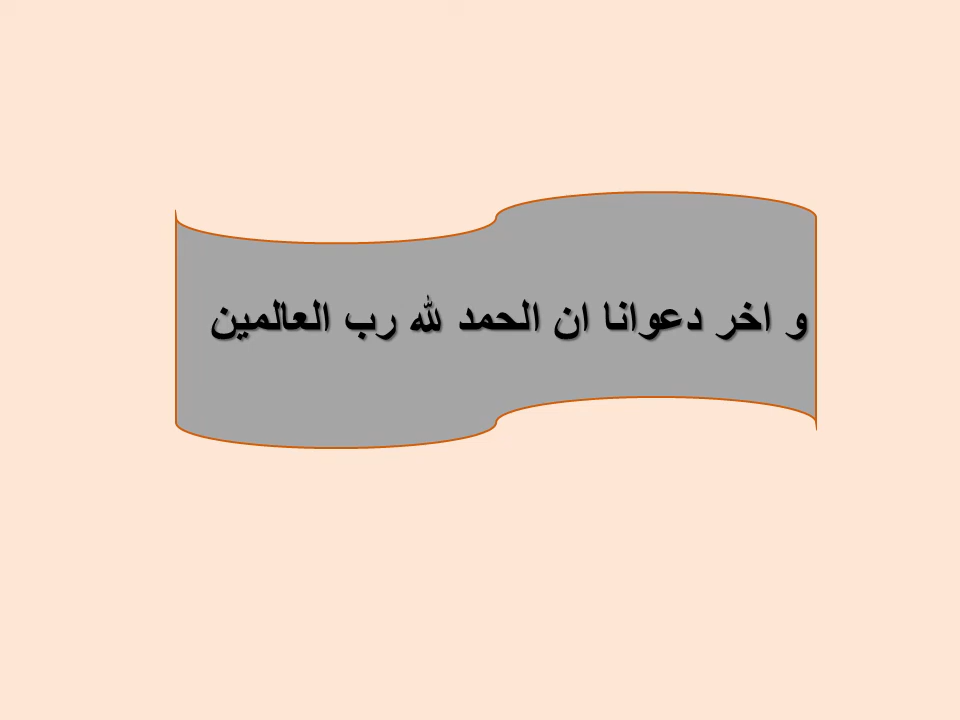 و اخر دعوانا ان الحمد لله رب العالمين